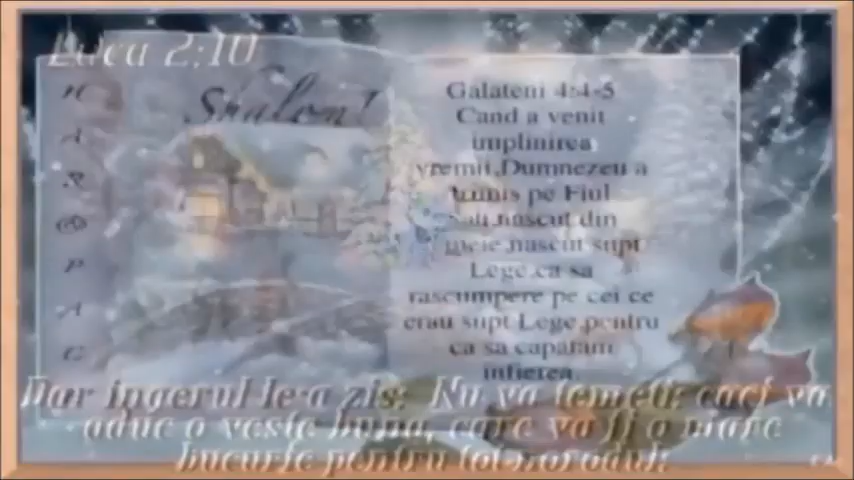 Luca 2:10
Shalom!
Galateni 4:4-5
Cand a venit
implinirea
vremii,Dumnezeu a
trimis pe Fiul
Sau,nascut din
nascut supt
Lege,ca sa
rascumpere pe cei ce
erau supt Lege,pentru
ca sa capatam
infierea.
Dar ingerul le-a zis: Nu va temeti: caci va
aduc o veste buna, care va fi o mare
bucurie pentru tot norodul: